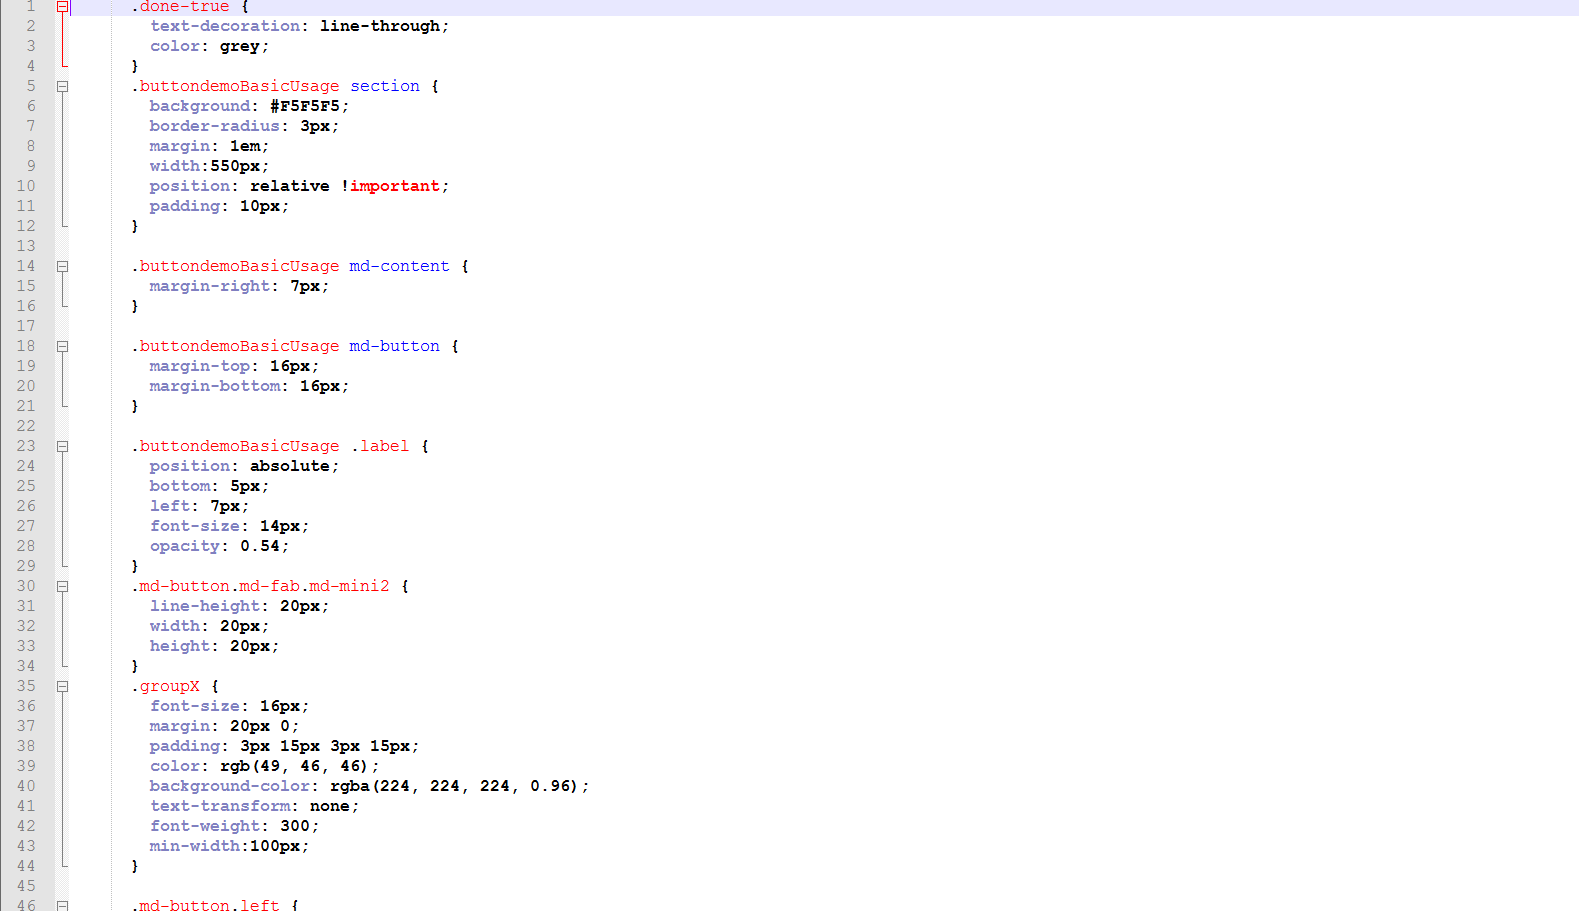 1 .done-true {
2 text-decoration: line-through;
3 color: grey;
4 }
5 .buttondemoBasicUsage section {
6 background: #F5F5F5;
7 border-radius: 3px;
8 margin: 1em;
9 width:550px;
10 position: relative !important;
11 padding: 10px;
12 }
13
14 .buttondemoBasicUsage md-content {
15 margin-right: 7px;
16 }
17
18 .buttondemoBasicUsage md-button {
19 margin-top: 16px;
20 margin-bottom: 16px;
21 }
22
23 .buttondemoBasicUsage .label {
24 position: absolute;
25 bottom: 5px;
26 left: 7px;
27 font-size: 14px;
28 opacity: 0.54;
29 }
30 .md-button.md-fab.md-mini2 {
31 line-height: 20px;
32 width: 20px;
33 height: 20px;
34 }
35 .groupX {
36 font-size: 16px;
37 margin: 20px 0;
38 padding: 3px 15px 3px 15px;
39 color: rgb(49, 46, 46);
40 background-color: rgba(224, 224, 224, 0.96);
41 text-transform: none;
42 font-weight: 300;
43 min-width:100px;
44 }
45
46 .md-button.left {